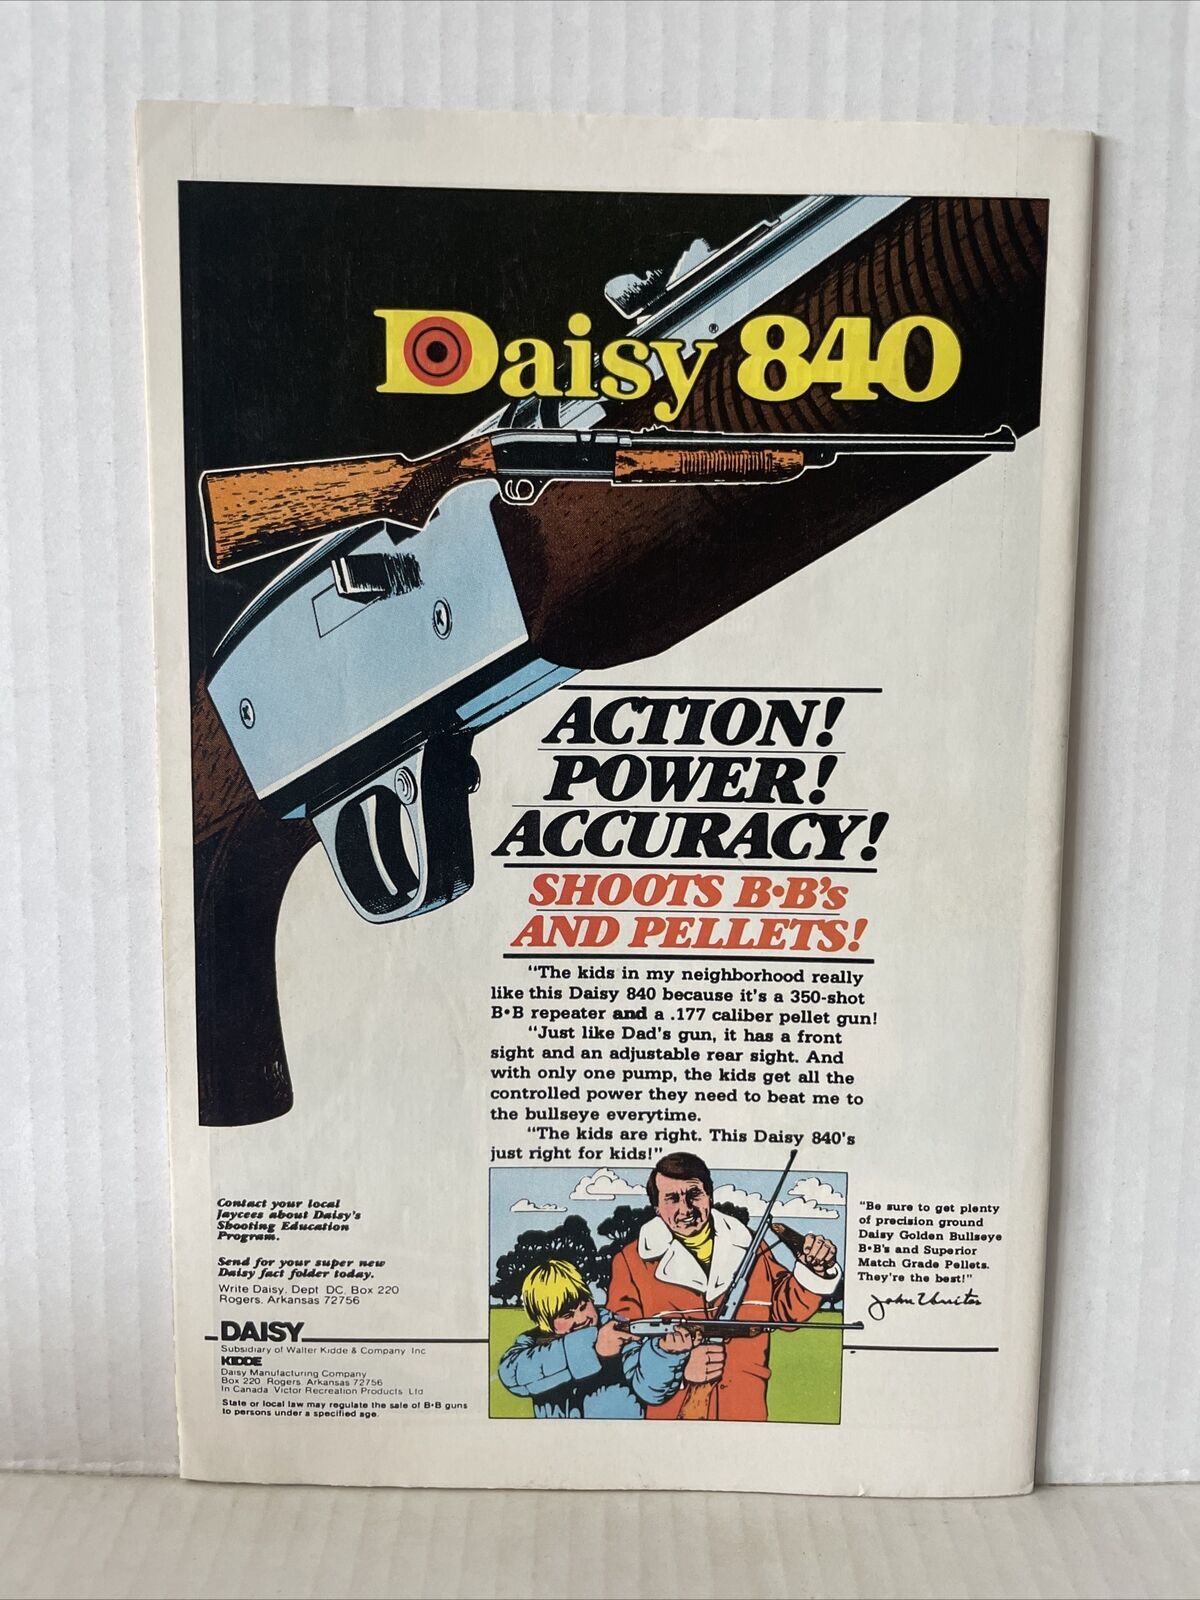 Daisy® 840
ACTION!
POWER!
ACCURACY!
SHOOTS B•B's
AND PELLETS!
"The kids in my neighborhood really
like this Daisy 840 because it's a 350-shot
B•B repeater and a .177 caliber pellet gun!
"Just like Dad's gun, it has a front
sight and an adjustable rear sight. And
with only one pump, the kids get all the
controlled power they need to beat me to
the bullseye everytime.
"The kids are right. This Daisy 840's
just right for kids!"
"Be sure to get plenty
of precision ground
Daisy Golden Bullseye
B•B's and Superior
Match Grade Pellets.
They're the best!"
Contact your local
Jaycees about Daisy's
Shooting Education
Program.
Send for your super new
Daisy fact folder today.
Write Daisy, Dept DC, Box 220
Rogers, Arkansas 72756
DAISY
Subsidiary of Walter Kidde & Company Inc
KIDDE
Daisy Manufacturing Company
Box 220 Rogers Arkansas 72756
In Canada Victor Recreation Products Ltd
State or local law may regulate the sale of B•B guns
to persons under a specified age.